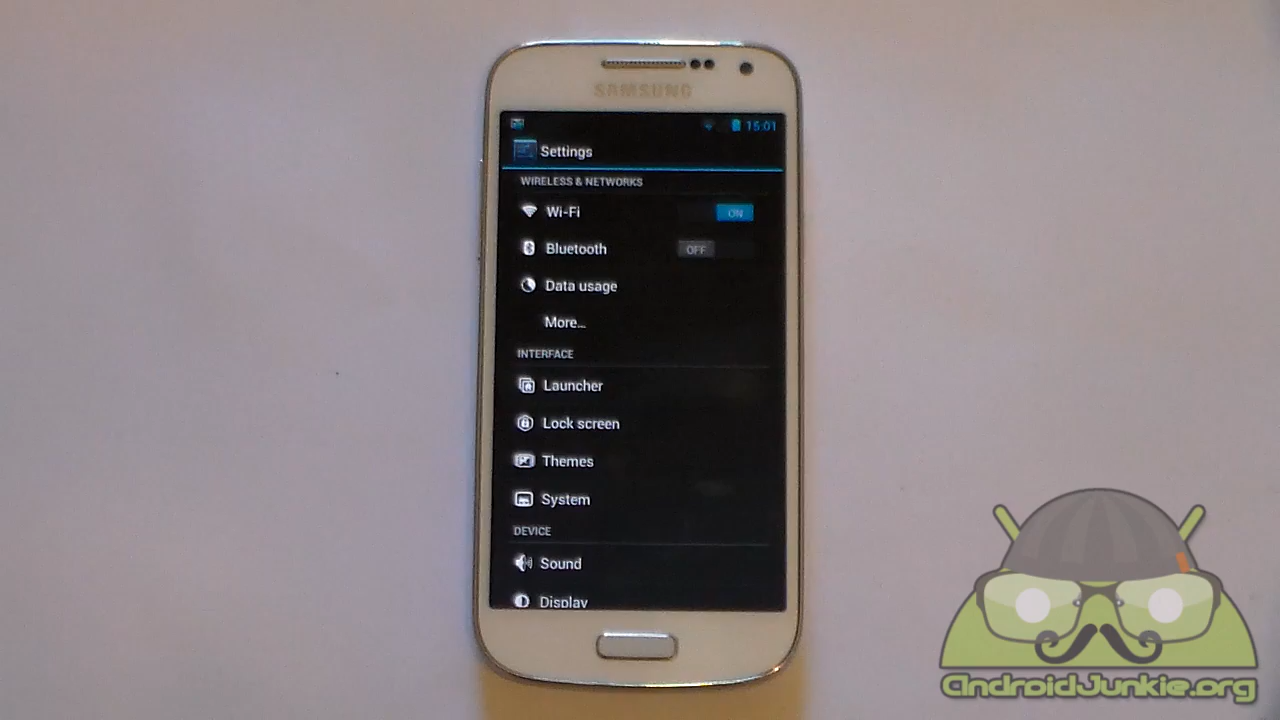 SAMSUNG
15:01
Settings
WIRELESS & NETWORKS
Wi-Fi ON
Bluetooth OFF
Data usage
More...
INTERFACE
Launcher
Lock screen
Themes
System
DEVICE
Sound
Display
AndroidJunkie.org